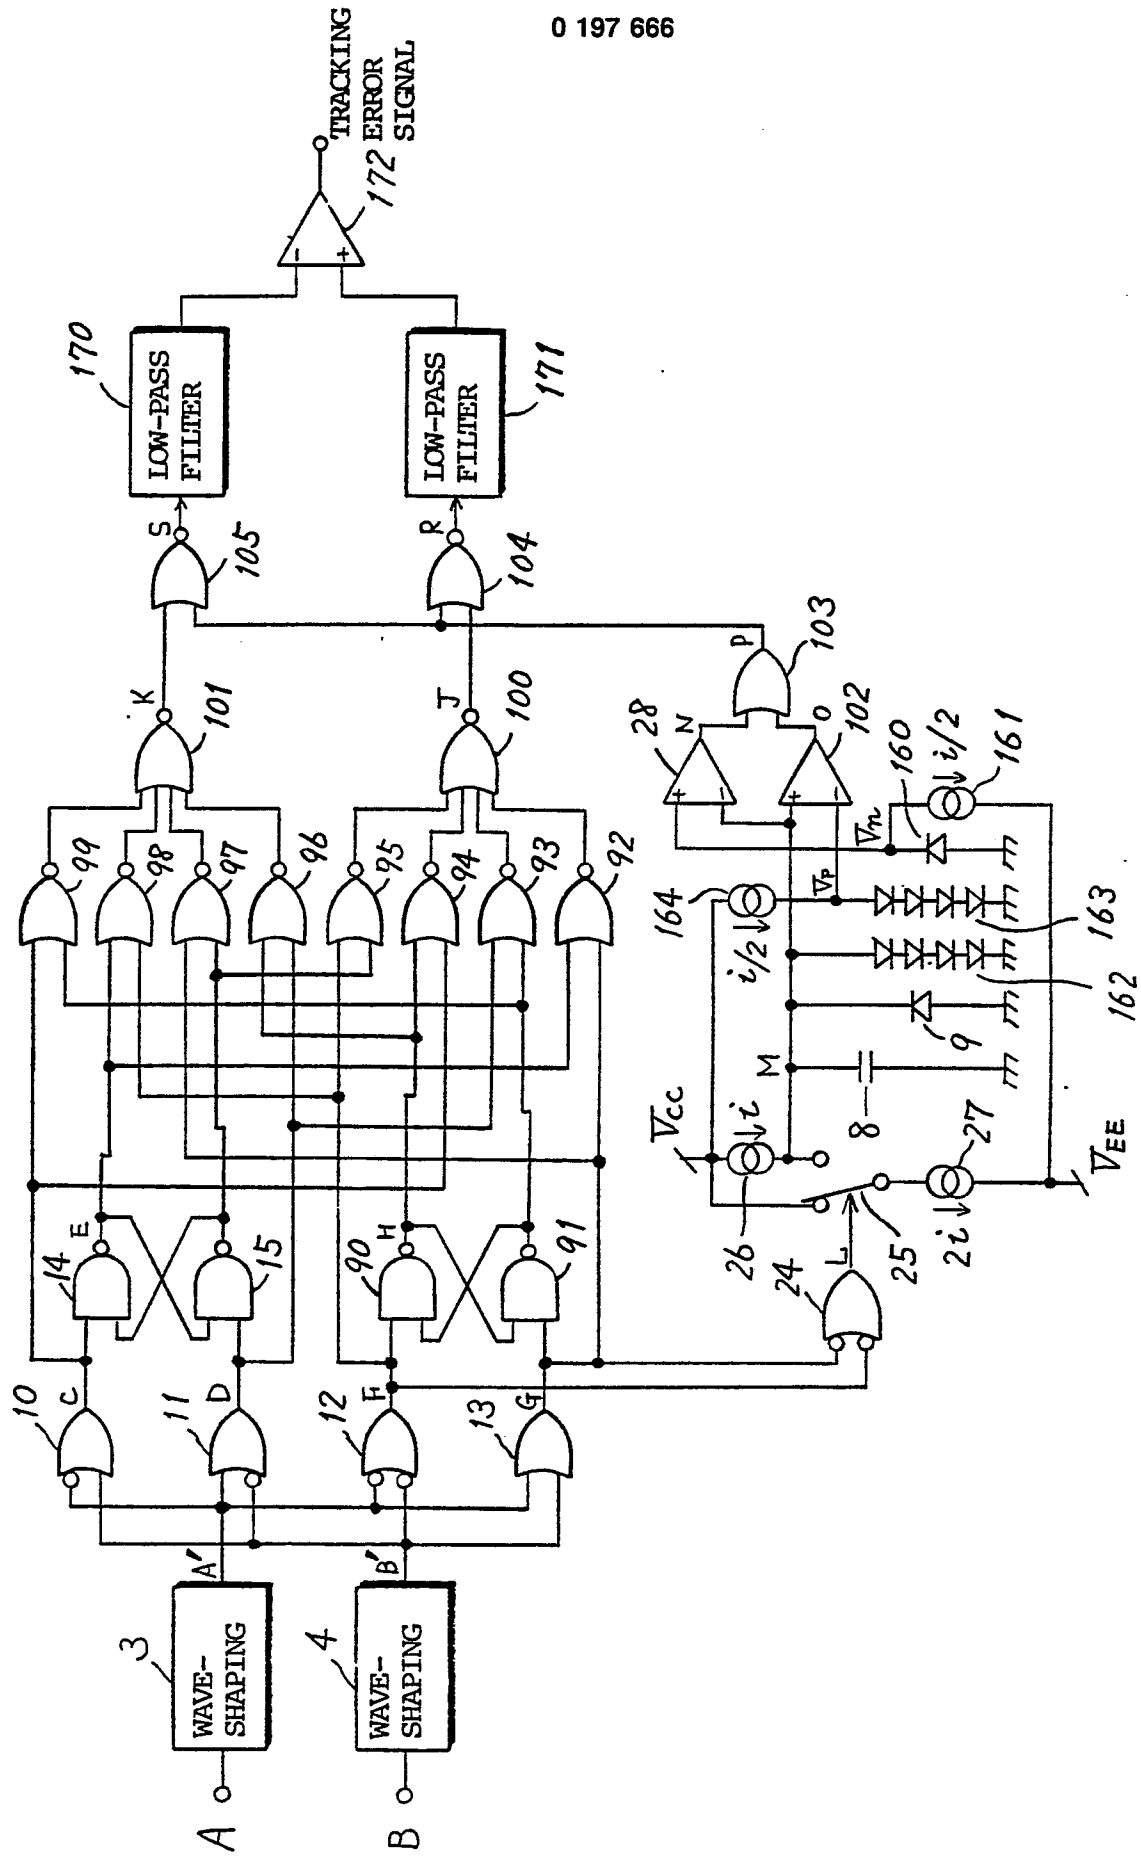 0 197 666
TRACKING
ERROR
SIGNAL
172
-
+
170
LOW-PASS
FILTER
171
LOW-PASS
FILTER
S
105
R
104
K
101
J
100
P
103
99
98
97
96
95
94
93
92
28
N
+
-
O
102
+
-
160
i/2
161
Vn
Vp
164
i/2
163
162
9
M
8
Vcc
i
26
27
2i
VEE
25
L
24
E
14
15
H
90
91
10
C
11
D
12
F
13
G
A'
B'
3
WAVE-
SHAPING
4
WAVE-
SHAPING
A
B